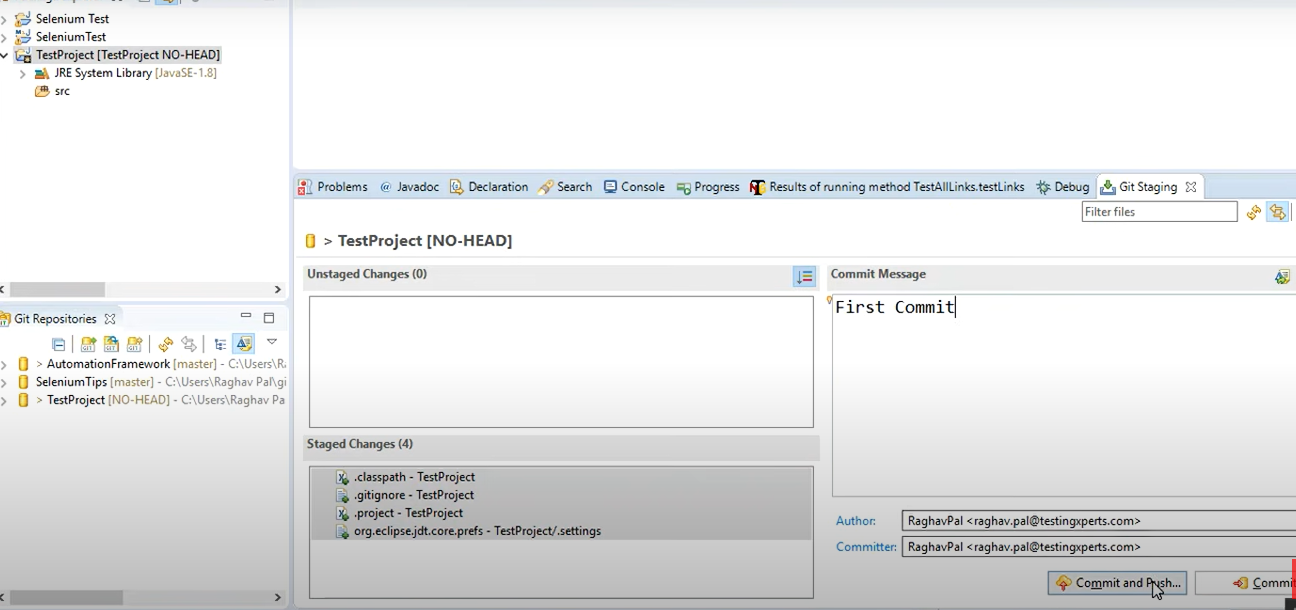 Selenium Test
SeleniumTest
TestProject [TestProject NO-HEAD]
JRE System Library [JavaSE-1.8]
src
Problems @ Javadoc Declaration Search Console Progress Results of running method TestAllLinks.testLinks Debug Git Staging
Filter files
> TestProject [NO-HEAD]
Unstaged Changes (0)
Commit Message
First Commit
Git Repositories
> AutomationFramework [master] - C:\Users\R
SeleniumTips [master] - C:\Users\Raghav Pal\gi
> TestProject [NO-HEAD] - C:\Users\Raghav Pa
Staged Changes (4)
.classpath - TestProject
.gitignore - TestProject
.project - TestProject
org.eclipse.jdt.core.prefs - TestProject/.settings
Author: RaghavPal <raghav.pal@testingxperts.com>
Committer: RaghavPal <raghav.pal@testingxperts.com>
Commit and Push... Commit